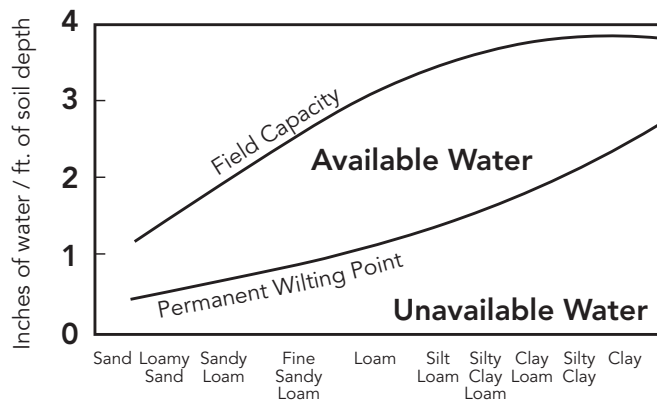 Inches of water / ft. of soil depth
4
3
2
1
0
Field Capacity
Available Water
Permanent Wilting Point
Unavailable Water
Sand
Loamy
Sand
Sandy
Loam
Fine
Sandy
Loam
Loam
Silt
Loam
Silty
Clay
Loam
Clay
Loam
Silty
Clay
Clay